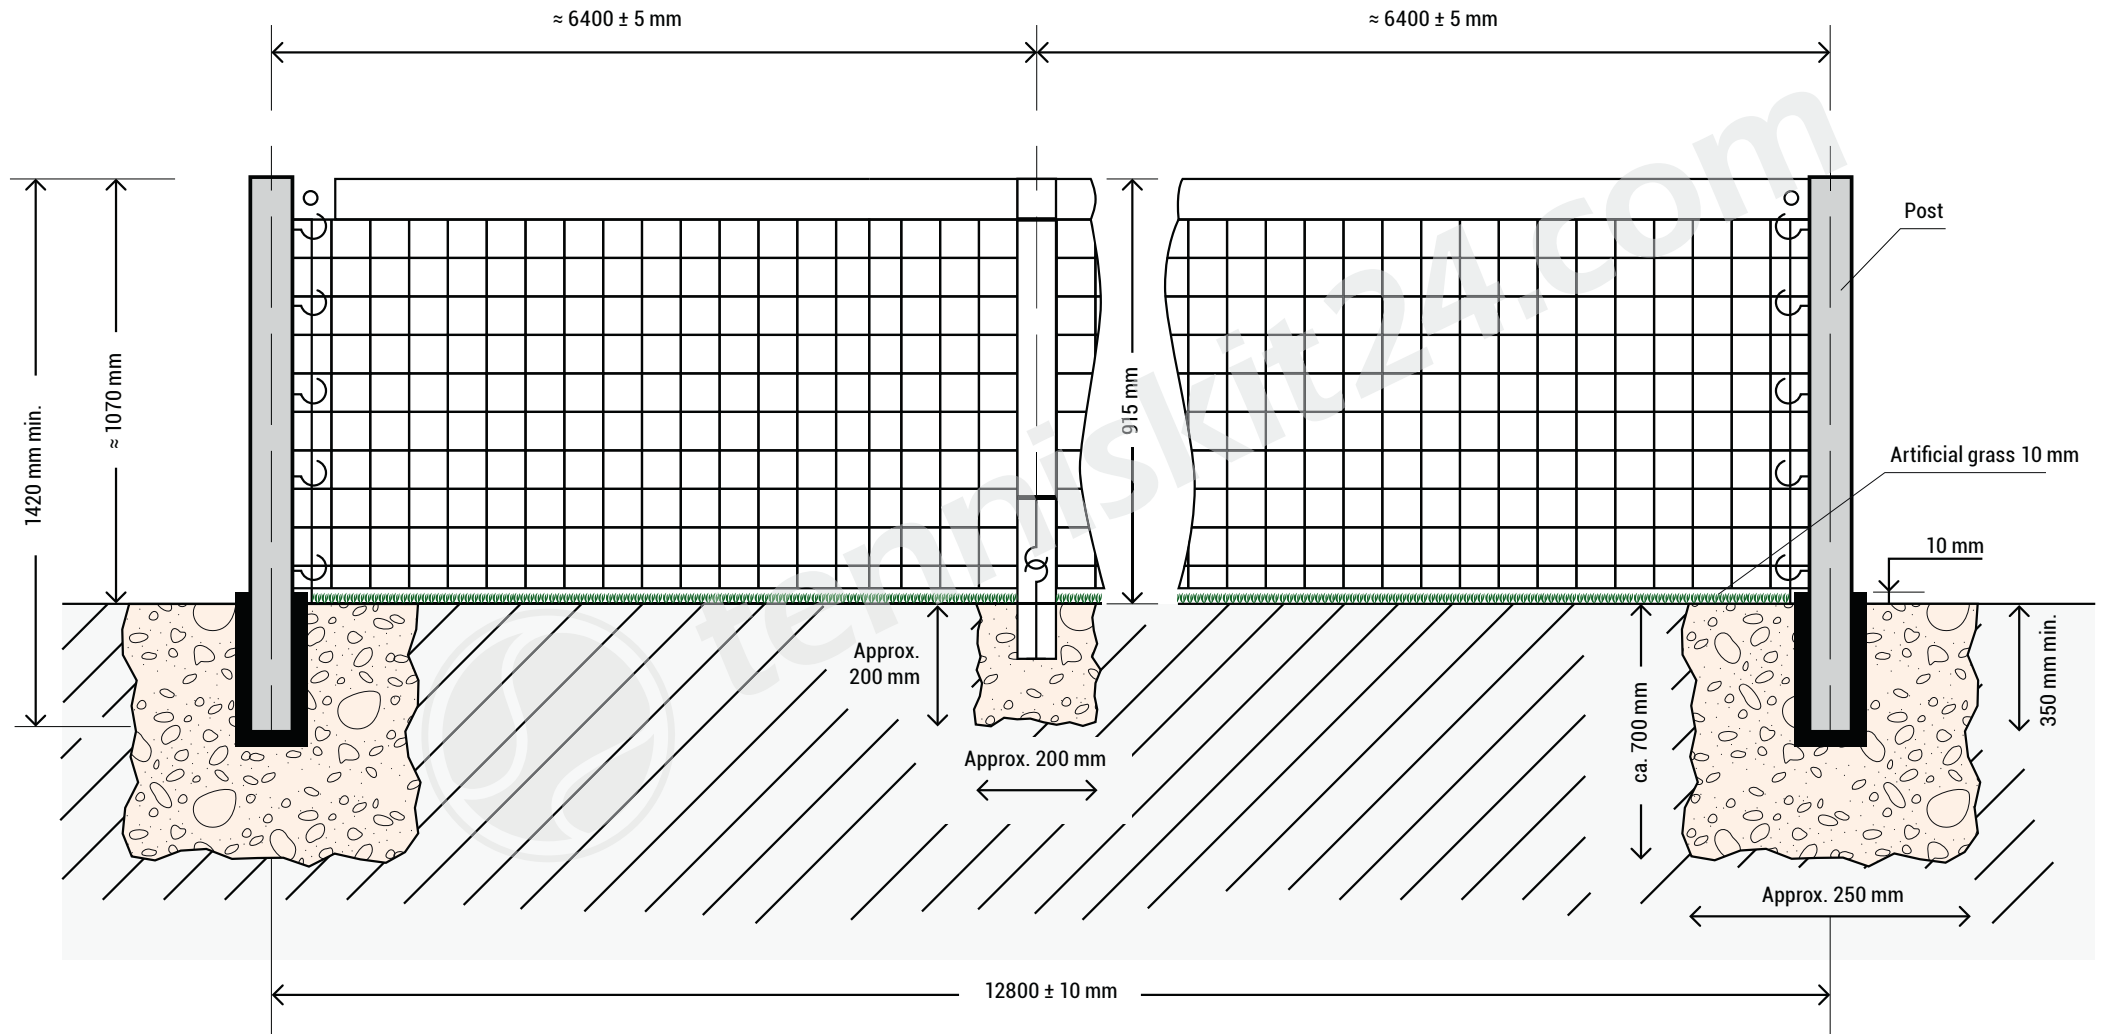 ≈ 6400 ± 5 mm
≈ 6400 ± 5 mm
tenniskit24.com
Post
1420 mm min.
≈ 1070 mm
915 mm
Artificial grass 10 mm
10 mm
Approx.
200 mm
350 mm min.
ca. 700 mm
Approx. 200 mm
Approx. 250 mm
12800 ± 10 mm